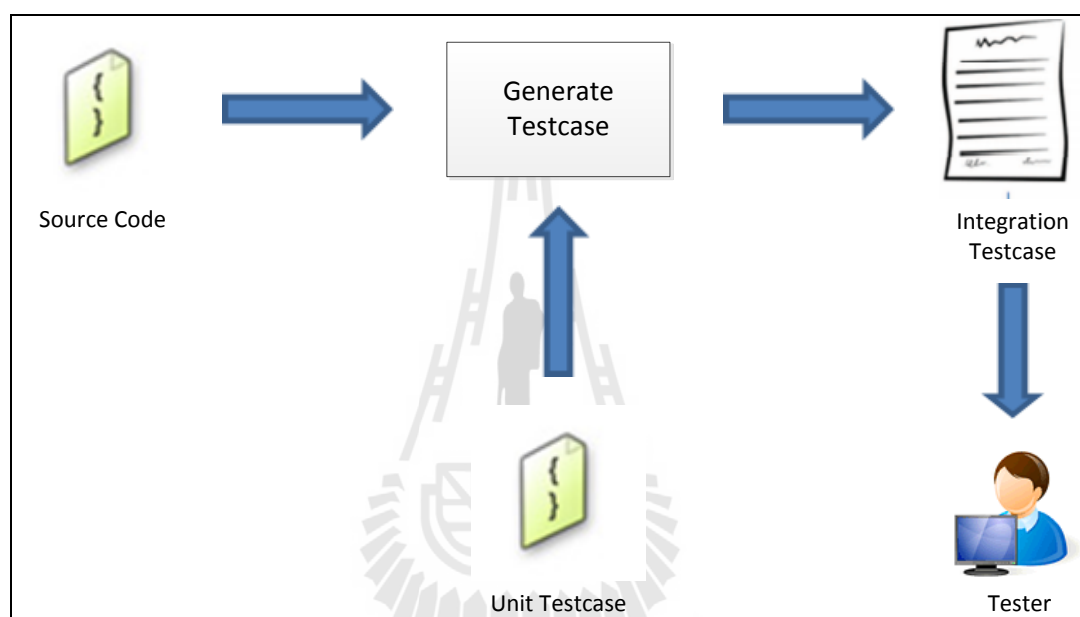 Generate
Testcase
Source Code
Integration
Testcase
Unit Testcase
Tester